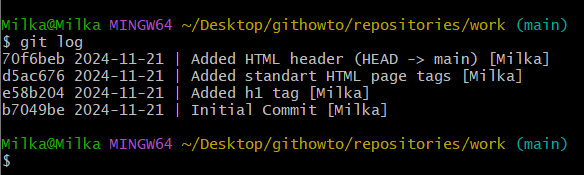 Milka@Milka MINGW64 ~/Desktop/githowto/repositories/work (main)
$ git log
70f6beb 2024-11-21 | Added HTML header (HEAD -> main) [Milka]
d5ac676 2024-11-21 | Added standart HTML page tags [Milka]
e58b204 2024-11-21 | Added h1 tag [Milka]
b7049be 2024-11-21 | Initial Commit [Milka]
Milka@Milka MINGW64 ~/Desktop/githowto/repositories/work (main)
$